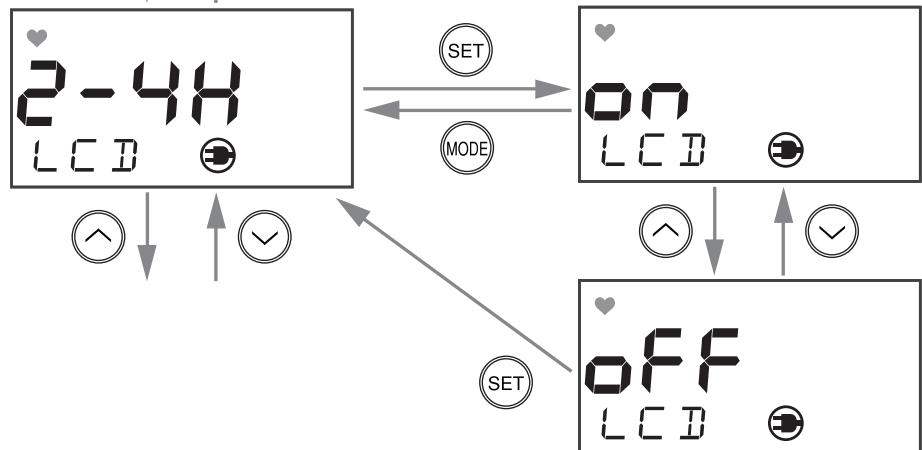 2-4H
LCD
SET
MODE
on
LCD
SET
oFF
LCD